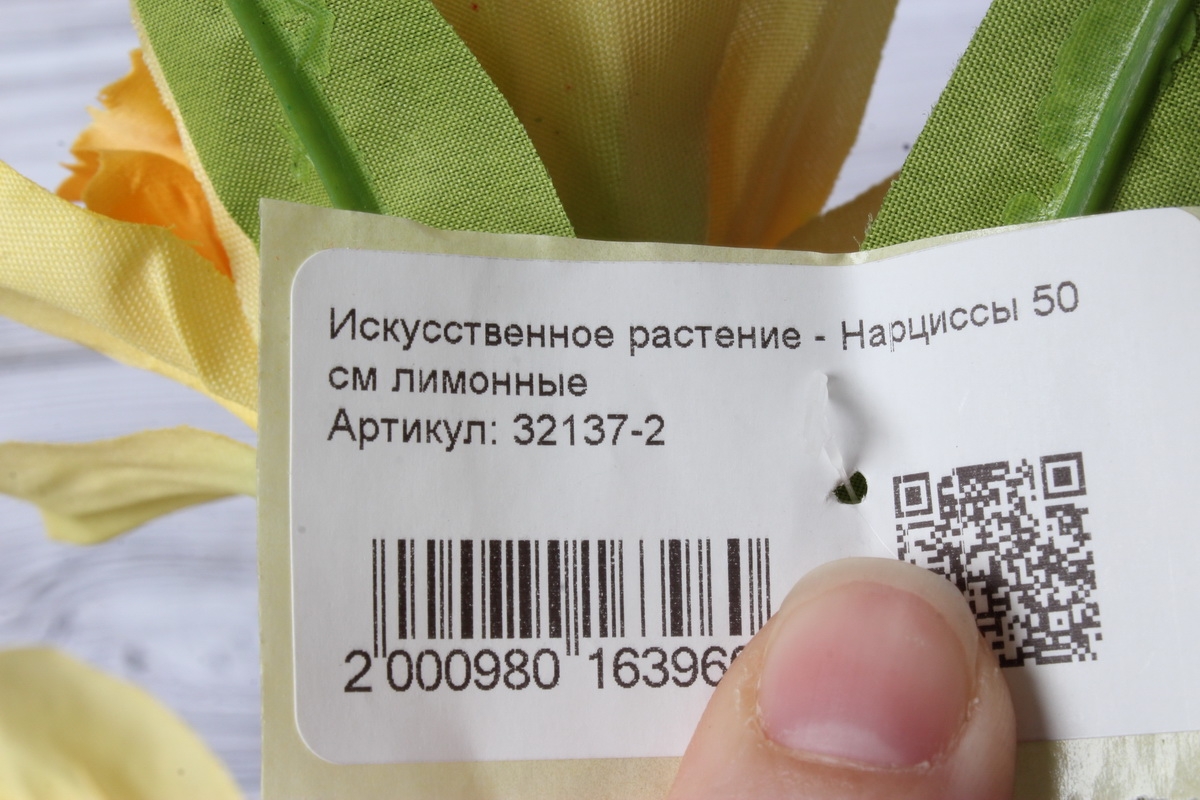 Искусственное растение - Нарциссы 50
см лимонные
Артикул: 32137-2
2 000980 16396